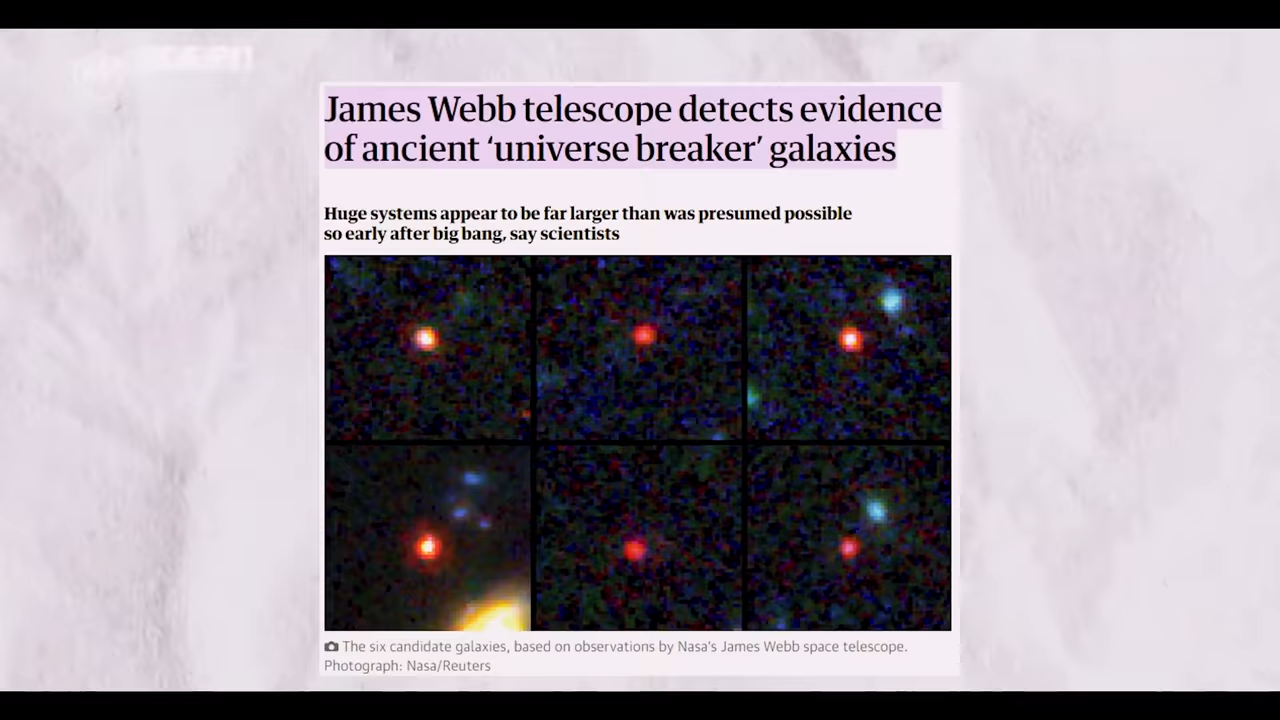 James Webb telescope detects evidence
of ancient ‘universe breaker’ galaxies
Huge systems appear to be far larger than was presumed possible
so early after big bang, say scientists
The six candidate galaxies, based on observations by Nasa's James Webb space telescope.
Photograph: Nasa/Reuters